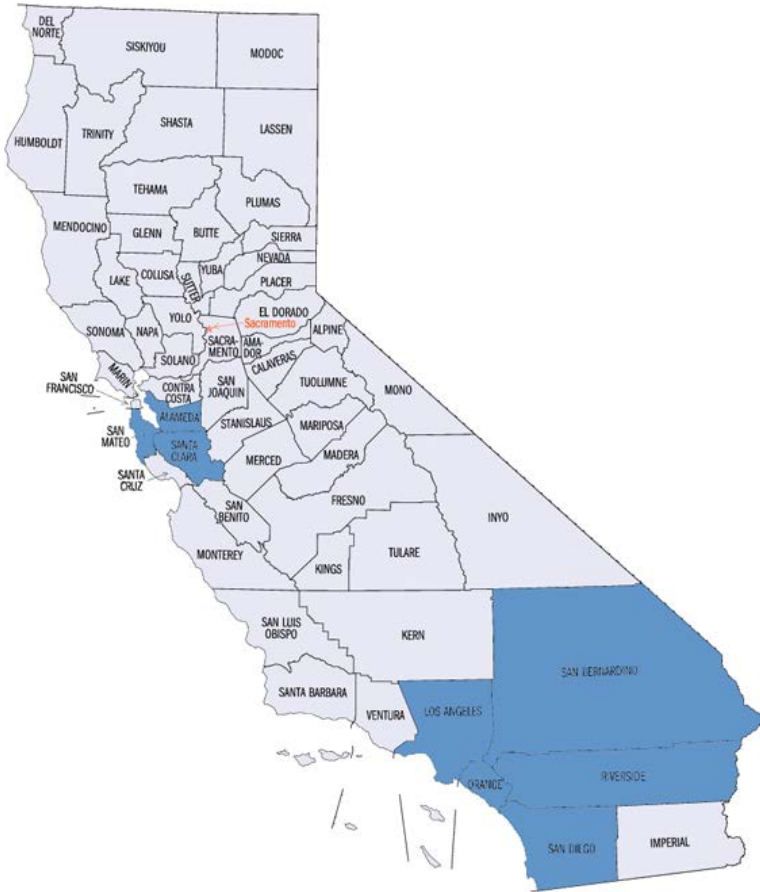 DEL
NORTE
SISKIYOU
MODOC
HUMBOLDT
TRINITY
SHASTA
LASSEN
TEHAMA
PLUMAS
MENDOCINO
GLENN
BUTTE
SIERRA
NEVADA
YUBA
PLACER
LAKE
COLUSA
SUTTER
YOLO
EL DORADO
Sacramento
SONOMA
NAPA
SACRA-
MENTO
AMA-
DOR
ALPINE
SOLANO
CALAVERAS
MARIN
SAN
FRANCISCO
CONTRA
COSTA
SAN
JOAQUIN
TUOLUMNE
MONO
ALAMEDA
STANISLAUS
MARIPOSA
SAN
MATEO
SANTA
CLARA
MERCED
MADERA
SANTA
CRUZ
SAN
BENITO
FRESNO
INYO
MONTEREY
KINGS
TULARE
SAN LUIS
OBISPO
KERN
SAN BERNARDINO
SANTA BARBARA
VENTURA
LOS ANGELES
ORANGE
RIVERSIDE
SAN DIEGO
IMPERIAL